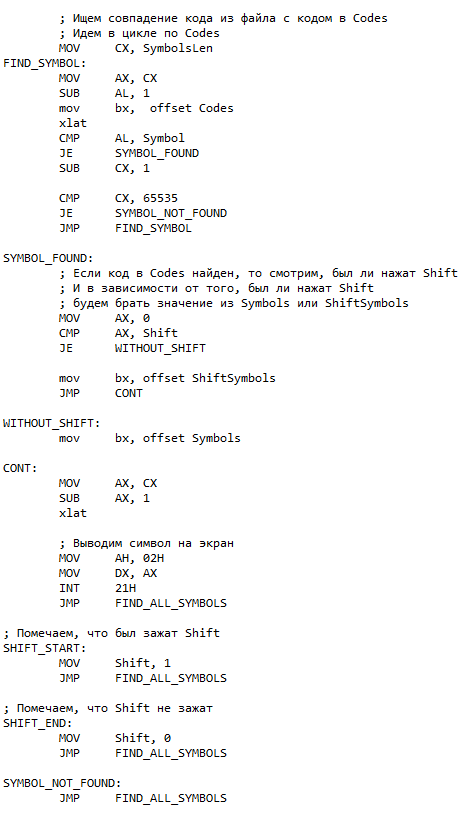 ; Ищем совпадение кода из файла с кодом в Codes
; Идем в цикле по Codes
MOV CX, SymbolsLen
FIND_SYMBOL:
MOV AX, CX
SUB AL, 1
mov bx, offset Codes
xlat
CMP AL, Symbol
JE SYMBOL_FOUND
SUB CX, 1
CMP CX, 65535
JE SYMBOL_NOT_FOUND
JMP FIND_SYMBOL
SYMBOL_FOUND:
; Если код в Codes найден, то смотрим, был ли нажат Shift
; И в зависимости от того, был ли нажат Shift
; будем брать значение из Symbols или ShiftSymbols
MOV AX, 0
CMP AX, Shift
JE WITHOUT_SHIFT
mov bx, offset ShiftSymbols
JMP CONT
WITHOUT_SHIFT:
mov bx, offset Symbols
CONT:
MOV AX, CX
SUB AX, 1
xlat
; Выводим символ на экран
MOV AH, 02H
MOV DX, AX
INT 21H
JMP FIND_ALL_SYMBOLS
; Помечаем, что был зажат Shift
SHIFT_START:
MOV Shift, 1
JMP FIND_ALL_SYMBOLS
; Помечаем, что Shift не зажат
SHIFT_END:
MOV Shift, 0
JMP FIND_ALL_SYMBOLS
SYMBOL_NOT_FOUND:
JMP FIND_ALL_SYMBOLS